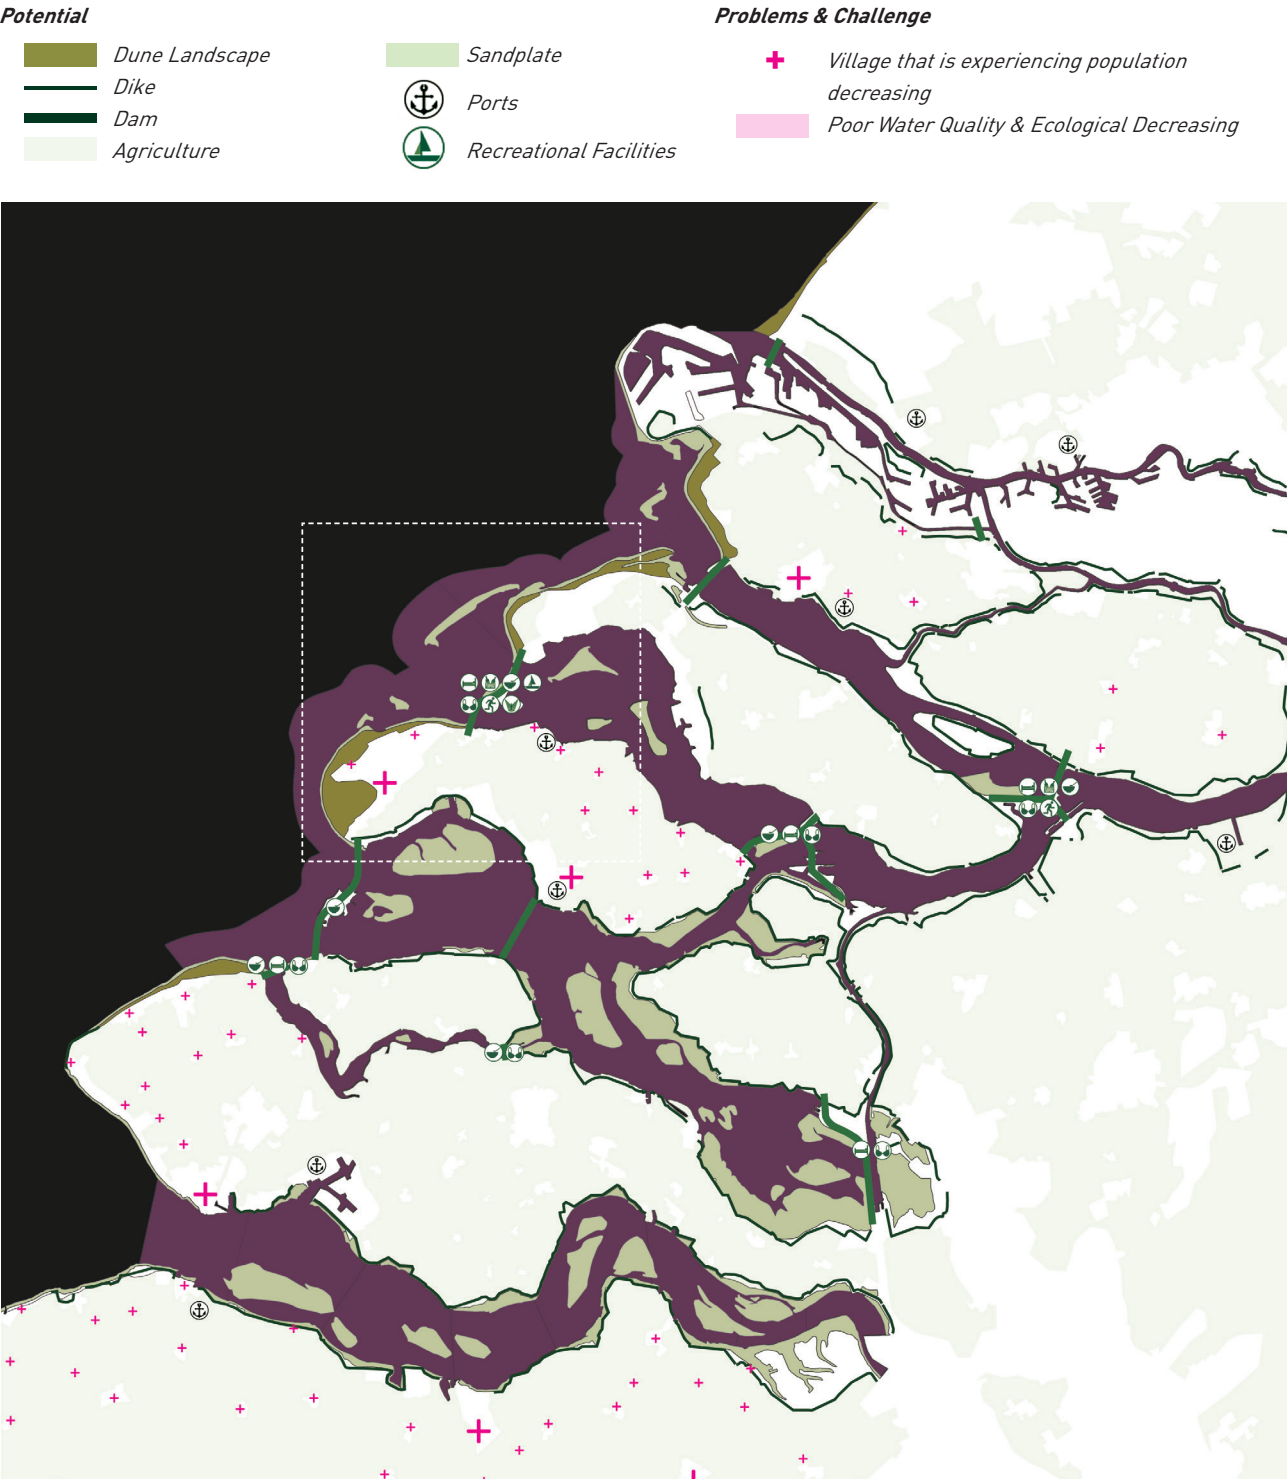 Potential
Dune Landscape
Dike
Dam
Agriculture
Sandplate
Ports
Recreational Facilities
Problems & Challenge
Village that is experiencing population
decreasing
Poor Water Quality & Ecological Decreasing